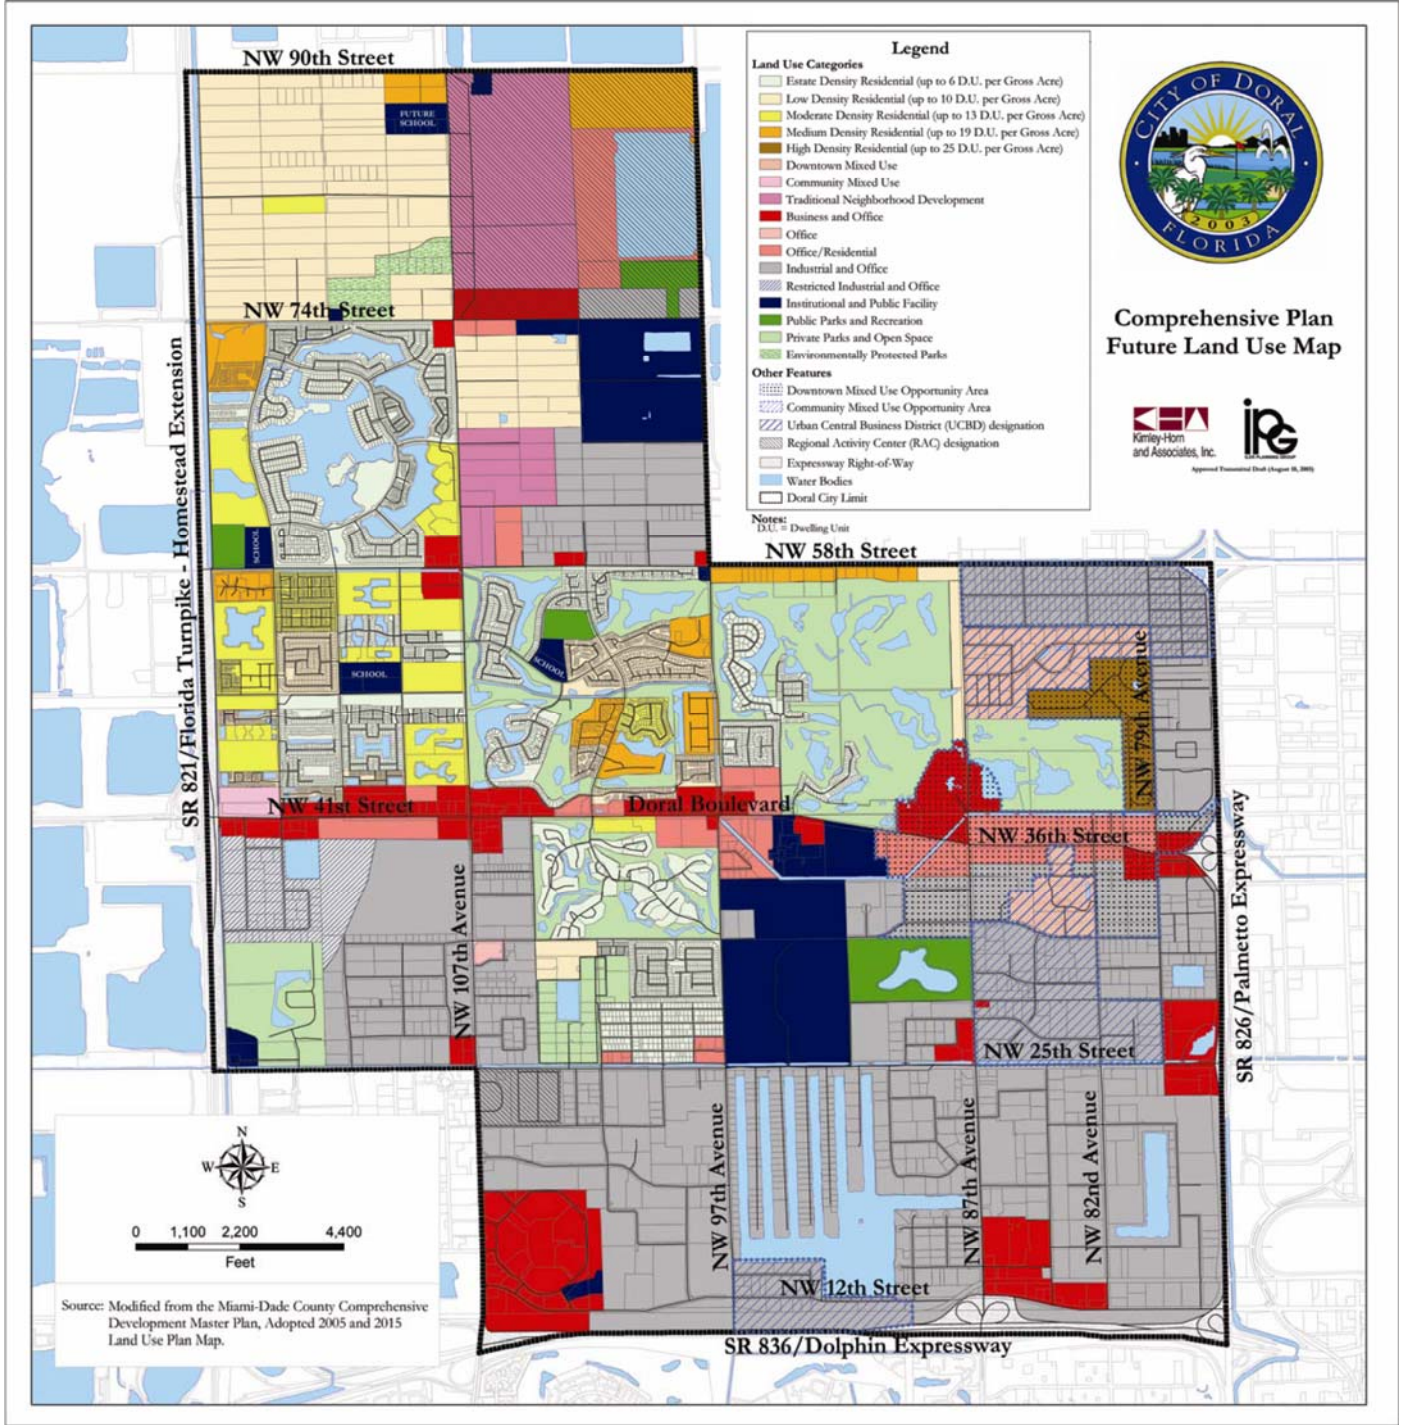 NW 90th Street
FUTURE
SCHOOL
NW 74th Street
SR 821/Florida Turnpike - Homestead Extension
SCHOOL
SCHOOL
SCHOOL
NW 58th Street
NW 79th Avenue
NW 41st Street
Doral Boulevard
NW 36th Street
NW 107th Avenue
NW 25th Street
SR 826/Palmetto Expressway
NW 97th Avenue
NW 87th Avenue
NW 82nd Avenue
NW 12th Street
SR 836/Dolphin Expressway
Legend
Land Use Categories
Estate Density Residential (up to 6 D.U. per Gross Acre)
Low Density Residential (up to 10 D.U. per Gross Acre)
Moderate Density Residential (up to 13 D.U. per Gross Acre)
Medium Density Residential (up to 19 D.U. per Gross Acre)
High Density Residential (up to 25 D.U. per Gross Acre)
Downtown Mixed Use
Community Mixed Use
Traditional Neighborhood Development
Business and Office
Office
Office/Residential
Industrial and Office
Restricted Industrial and Office
Institutional and Public Facility
Public Parks and Recreation
Private Parks and Open Space
Environmentally Protected Parks
Other Features
Downtown Mixed Use Opportunity Area
Community Mixed Use Opportunity Area
Urban Central Business District (UCBD) designation
Regional Activity Center (RAC) designation
Expressway Right-of-Way
Water Bodies
Doral City Limit
Notes:
D.U. = Dwelling Unit
CITY OF DORAL
2003
FLORIDA
Comprehensive Plan
Future Land Use Map
KHA
Kimley-Horn
and Associates, Inc.
iPG
Approved Transmittal Draft (August 10, 2005)
N
W E
S
0 1,100 2,200 4,400
Feet
Source: Modified from the Miami-Dade County Comprehensive
Development Master Plan, Adopted 2005 and 2015
Land Use Plan Map.